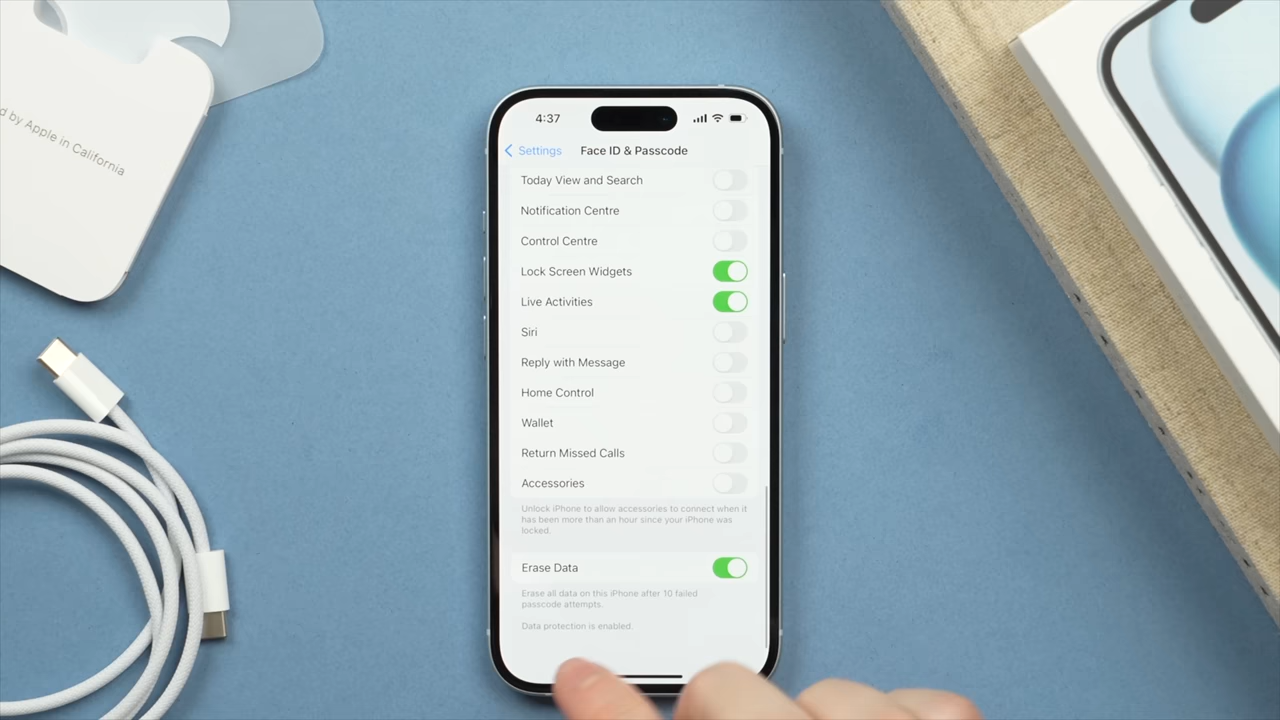 d by Apple in California
4:37
Settings
Face ID & Passcode
Today View and Search
Notification Centre
Control Centre
Lock Screen Widgets
Live Activities
Siri
Reply with Message
Home Control
Wallet
Return Missed Calls
Accessories
Unlock iPhone to allow accessories to connect when it
has been more than an hour since your iPhone was
locked.
Erase Data
Erase all data on this iPhone after 10 failed
passcode attempts.
Data protection is enabled.